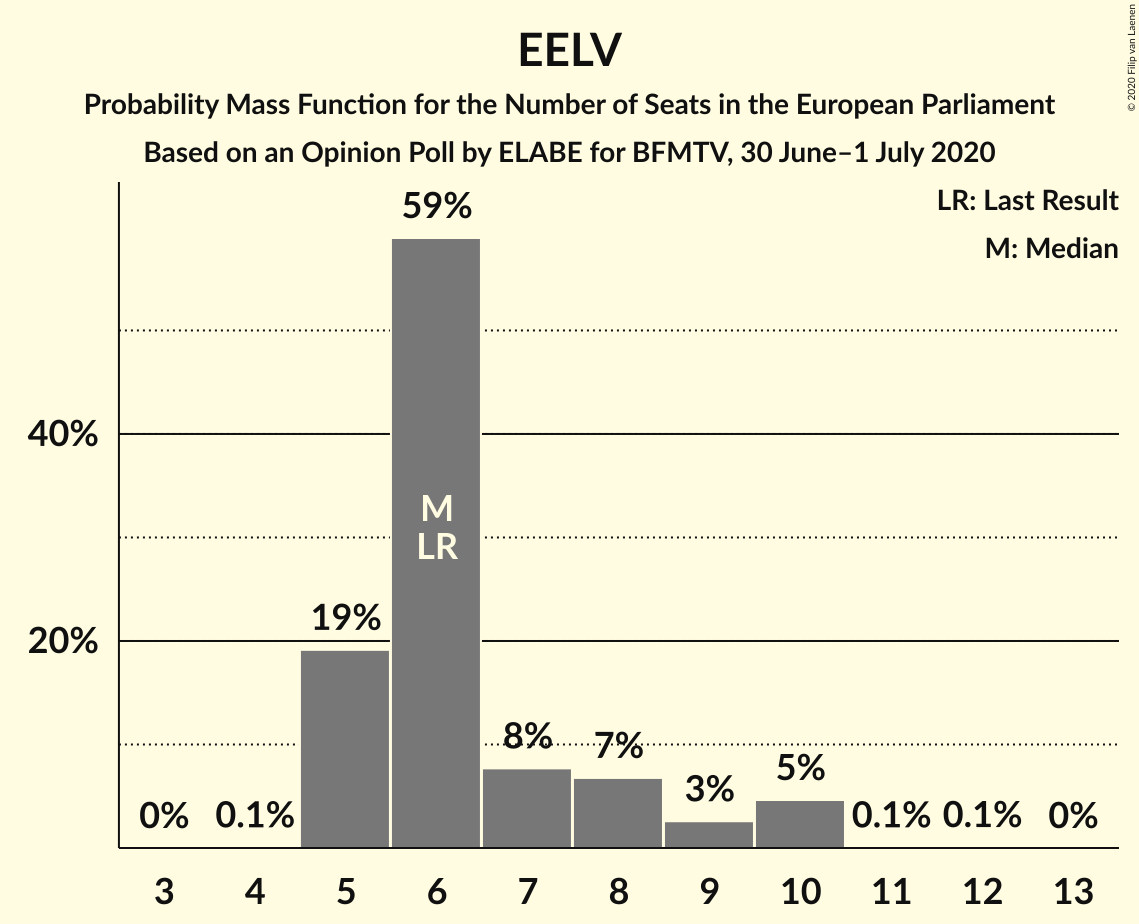 EELV
Probability Mass Function for the Number of Seats in the European Parliament
Based on an Opinion Poll by ELABE for BFMTV, 30 June–1 July 2020
© 2020 Filip van Laenen
LR: Last Result
M: Median
59%
40%
M
LR
19%
20%
8%
7%
5%
3%
0%
0.1%
0.1%
0.1%
0%
3 4 5 6 7 8 9 10 11 12 13